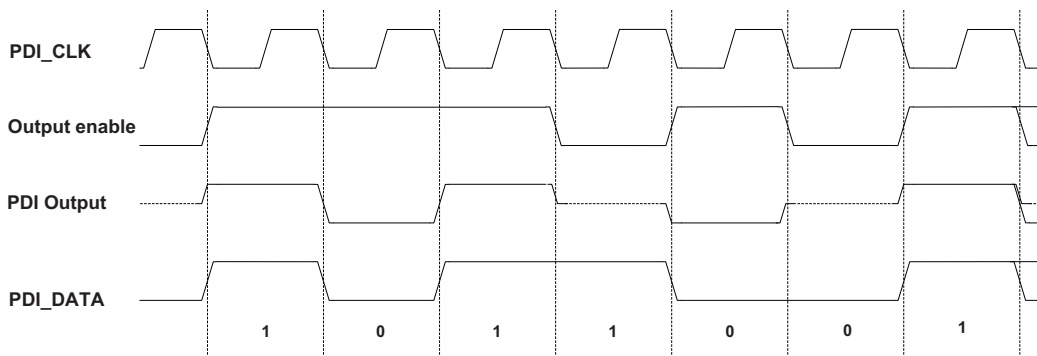 PDI_CLK
Output enable
PDI Output
PDI_DATA
1 0 1 1 0 0 1